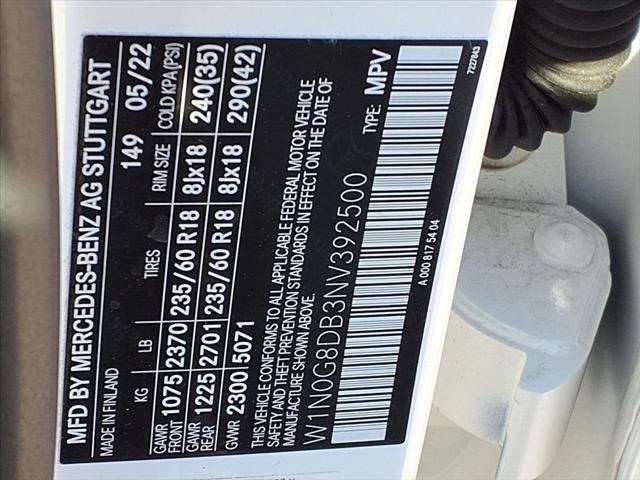 MFD BY MERCEDES-BENZ AG STUTTGART
MADE IN FINLAND 149 05/22
KG LB TIRES RIM SIZE COLD KPA(PSI)
GAWR FRONT 1075 2370 235/60 R18 8Jx18 240(35)
GAWR REAR 1225 2701 235/60 R18 8Jx18 290(42)
GVWR 2300 5071
THIS VEHICLE CONFORMS TO ALL APPLICABLE FEDERAL MOTOR VEHICLE
SAFETY AND THEFT PREVENTION STANDARDS IN EFFECT ON THE DATE OF
MANUFACTURE SHOWN ABOVE.
W1N0G8DB3NV392500 TYPE: MPV
A 000 817 54 04
7227843